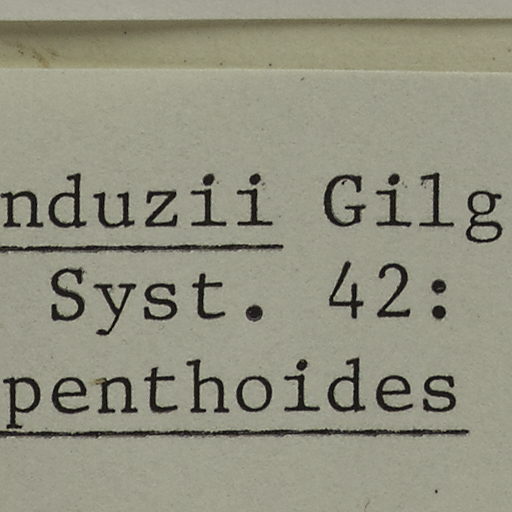 nduzii Gilg
Syst. 42:
penthoides